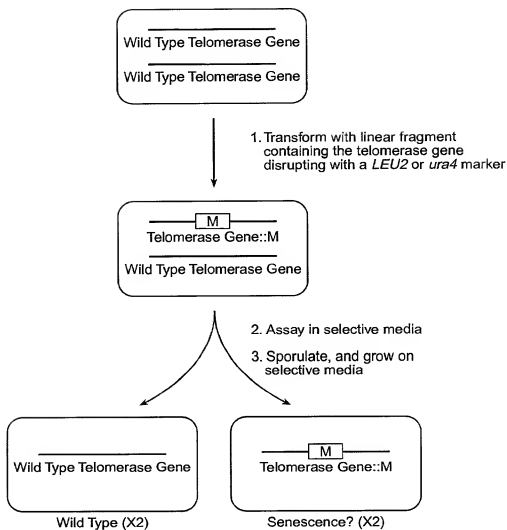 Wild Type Telomerase Gene
Wild Type Telomerase Gene
1. Transform with linear fragment
containing the telomerase gene
disrupting with a LEU2 or ura4 marker
M
Telomerase Gene::M
Wild Type Telomerase Gene
2. Assay in selective media
3. Sporulate, and grow on
selective media
Wild Type Telomerase Gene
Wild Type (X2)
M
Telomerase Gene::M
Senescence? (X2)